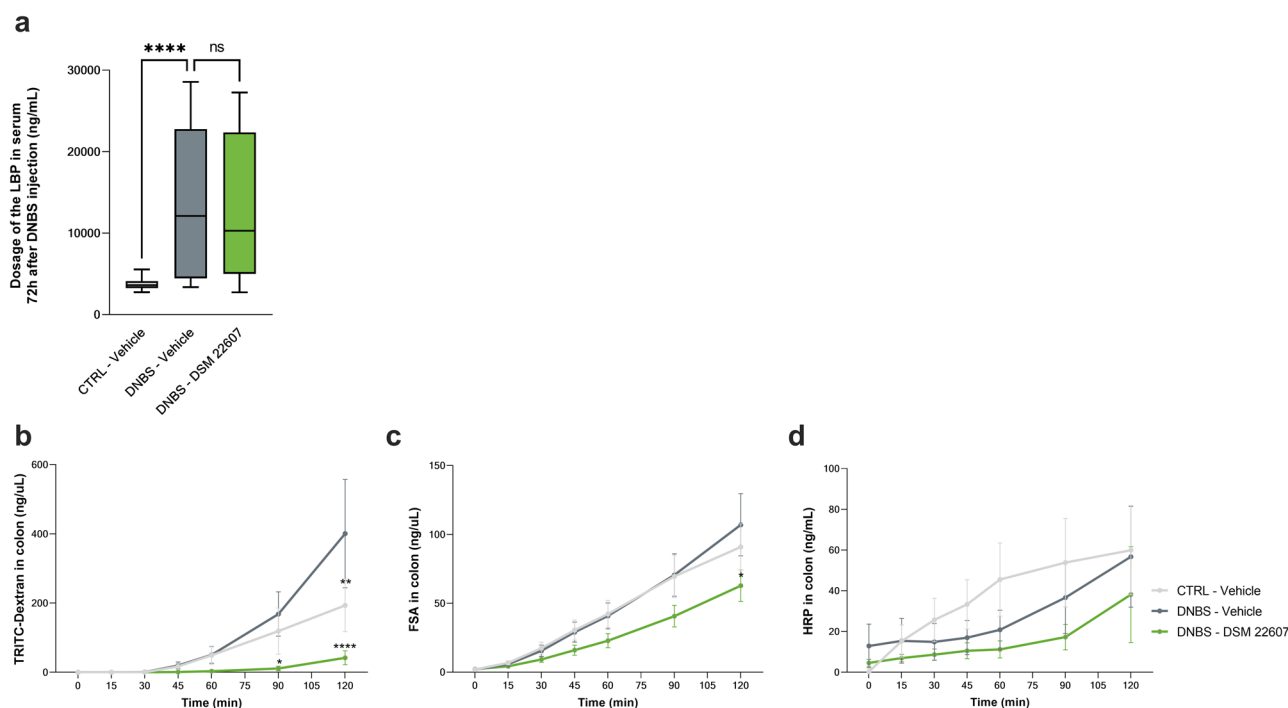 a
**** ns
Dosage of the LBP in serum
72h after DNBS injection (ng/mL)
30000
20000
10000
0
CTRL - Vehicle
DNBS - Vehicle
DNBS - DSM 22607
b
TRITC-Dextran in colon (ng/uL)
600
400
200
0
**
****
*
0 15 30 45 60 75 90 105 120
Time (min)
c
FSA in colon (ng/uL)
150
100
50
0
*
0 15 30 45 60 75 90 105 120
Time (min)
d
HRP in colon (ng/mL)
100
80
60
40
20
0
0 15 30 45 60 75 90 105 120
Time (min)
CTRL - Vehicle
DNBS - Vehicle
DNBS - DSM 22607